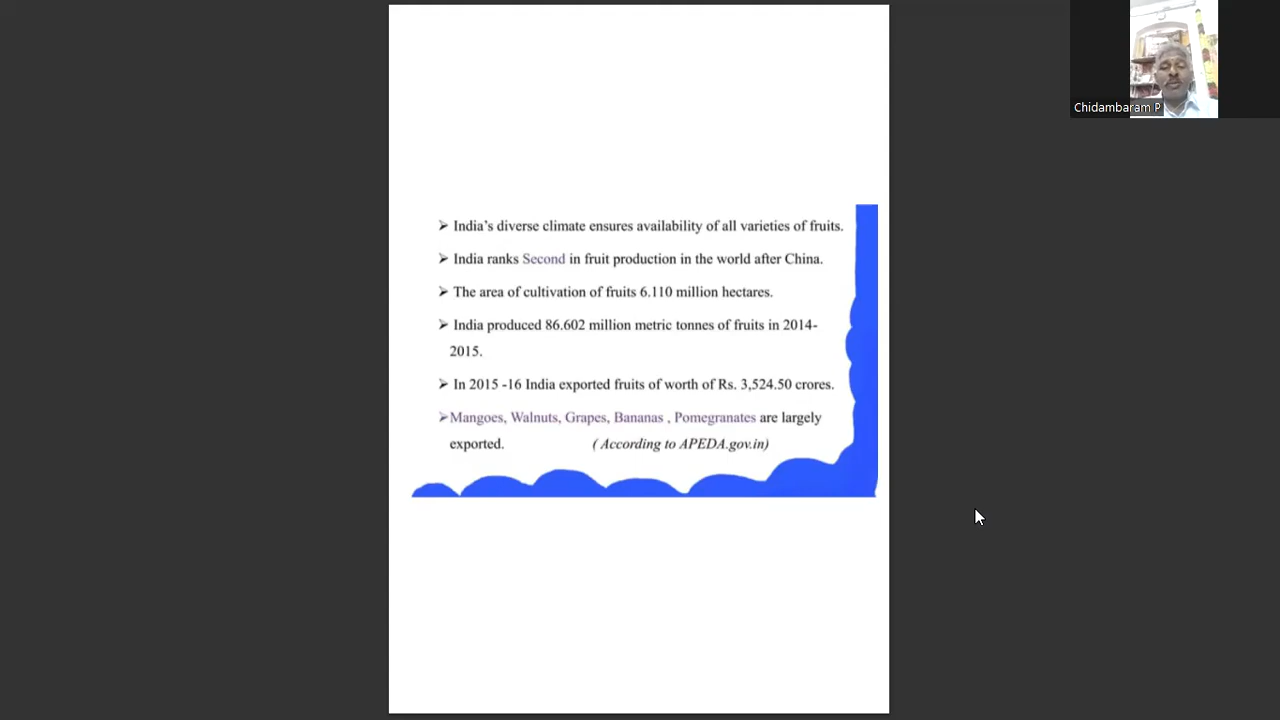 Chidambaram P
➢ India's diverse climate ensures availability of all varieties of fruits.
➢ India ranks Second in fruit production in the world after China.
➢ The area of cultivation of fruits 6.110 million hectares.
➢ India produced 86.602 million metric tonnes of fruits in 2014-
2015.
➢ In 2015 -16 India exported fruits of worth of Rs. 3,524.50 crores.
➢Mangoes, Walnuts, Grapes, Bananas , Pomegranates are largely
exported. ( According to APEDA.gov.in)